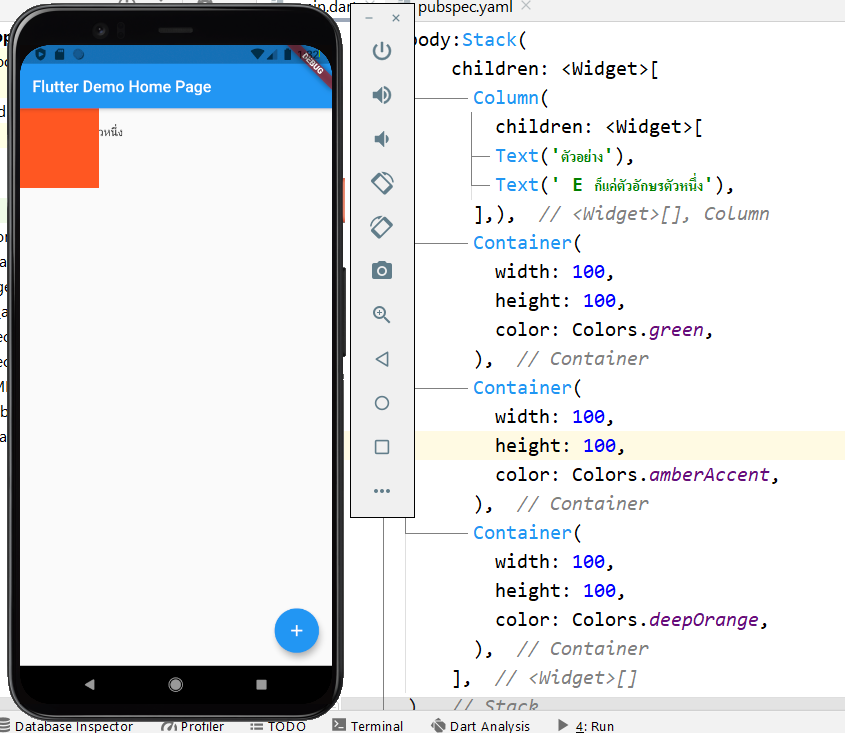 main.dart
pubspec.yaml
1:32
DEBUG
Flutter Demo Home Page
วหนึ่ง
body:Stack(
children: <Widget>[
Column(
children: <Widget>[
Text('ตัวอย่าง'),
Text(' E ก็แค่ตัวอักษรตัวหนึ่ง'),
],), // <Widget>[], Column
Container(
width: 100,
height: 100,
color: Colors.green,
), // Container
Container(
width: 100,
height: 100,
color: Colors.amberAccent,
), // Container
Container(
width: 100,
height: 100,
color: Colors.deepOrange,
), // Container
], // <Widget>[]
) // Stack
Database Inspector
Profiler
TODO
Terminal
Dart Analysis
4: Run